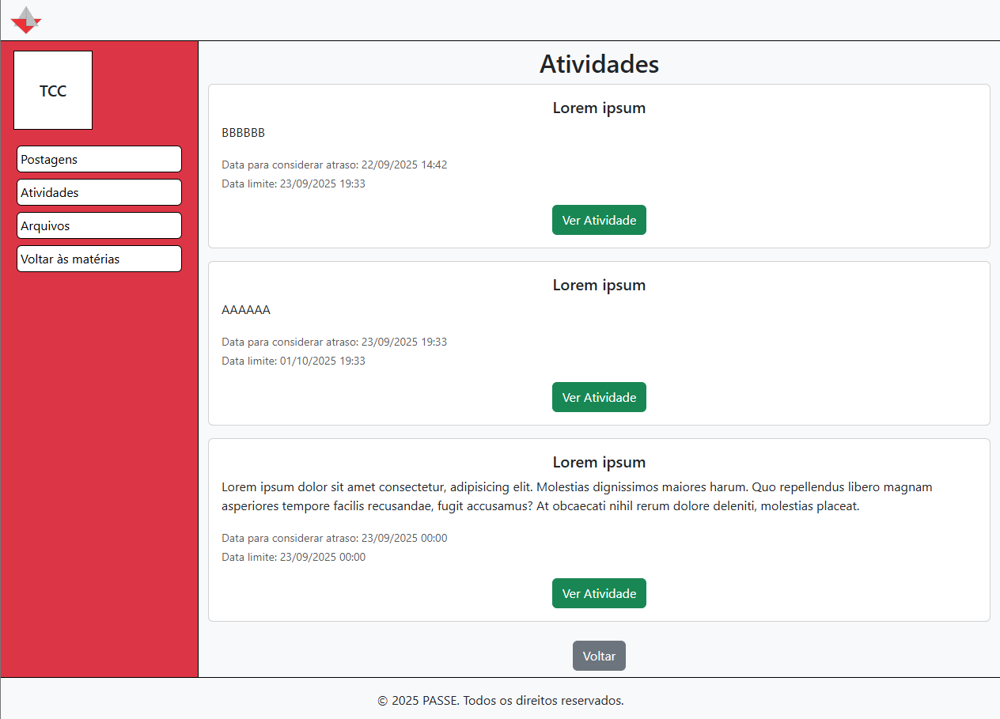 TCC
Postagens
Atividades
Arquivos
Voltar às matérias
Atividades
Lorem ipsum
BBBBBB
Data para considerar atraso: 22/09/2025 14:42
Data limite: 23/09/2025 19:33
Ver Atividade
Lorem ipsum
AAAAAA
Data para considerar atraso: 23/09/2025 19:33
Data limite: 01/10/2025 19:33
Ver Atividade
Lorem ipsum
Lorem ipsum dolor sit amet consectetur, adipisicing elit. Molestias dignissimos maiores harum. Quo repellendus libero magnam
asperiores tempore facilis recusandae, fugit accusamus? At obcaecati nihil rerum dolore deleniti, molestias placeat.
Data para considerar atraso: 23/09/2025 00:00
Data limite: 23/09/2025 00:00
Ver Atividade
Voltar
© 2025 PASSE. Todos os direitos reservados.